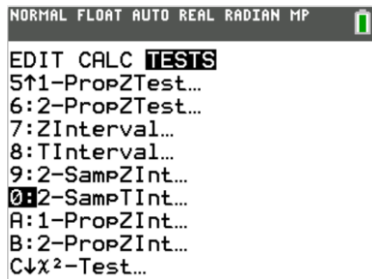 NORMAL FLOAT AUTO REAL RADIAN MP
EDIT CALC TESTS
5↑1-PropZTest…
6:2-PropZTest…
7:ZInterval…
8:TInterval…
9:2-SampZInt…
0:2-SampTInt…
A:1-PropZInt…
B:2-PropZInt…
C↓χ²-Test…